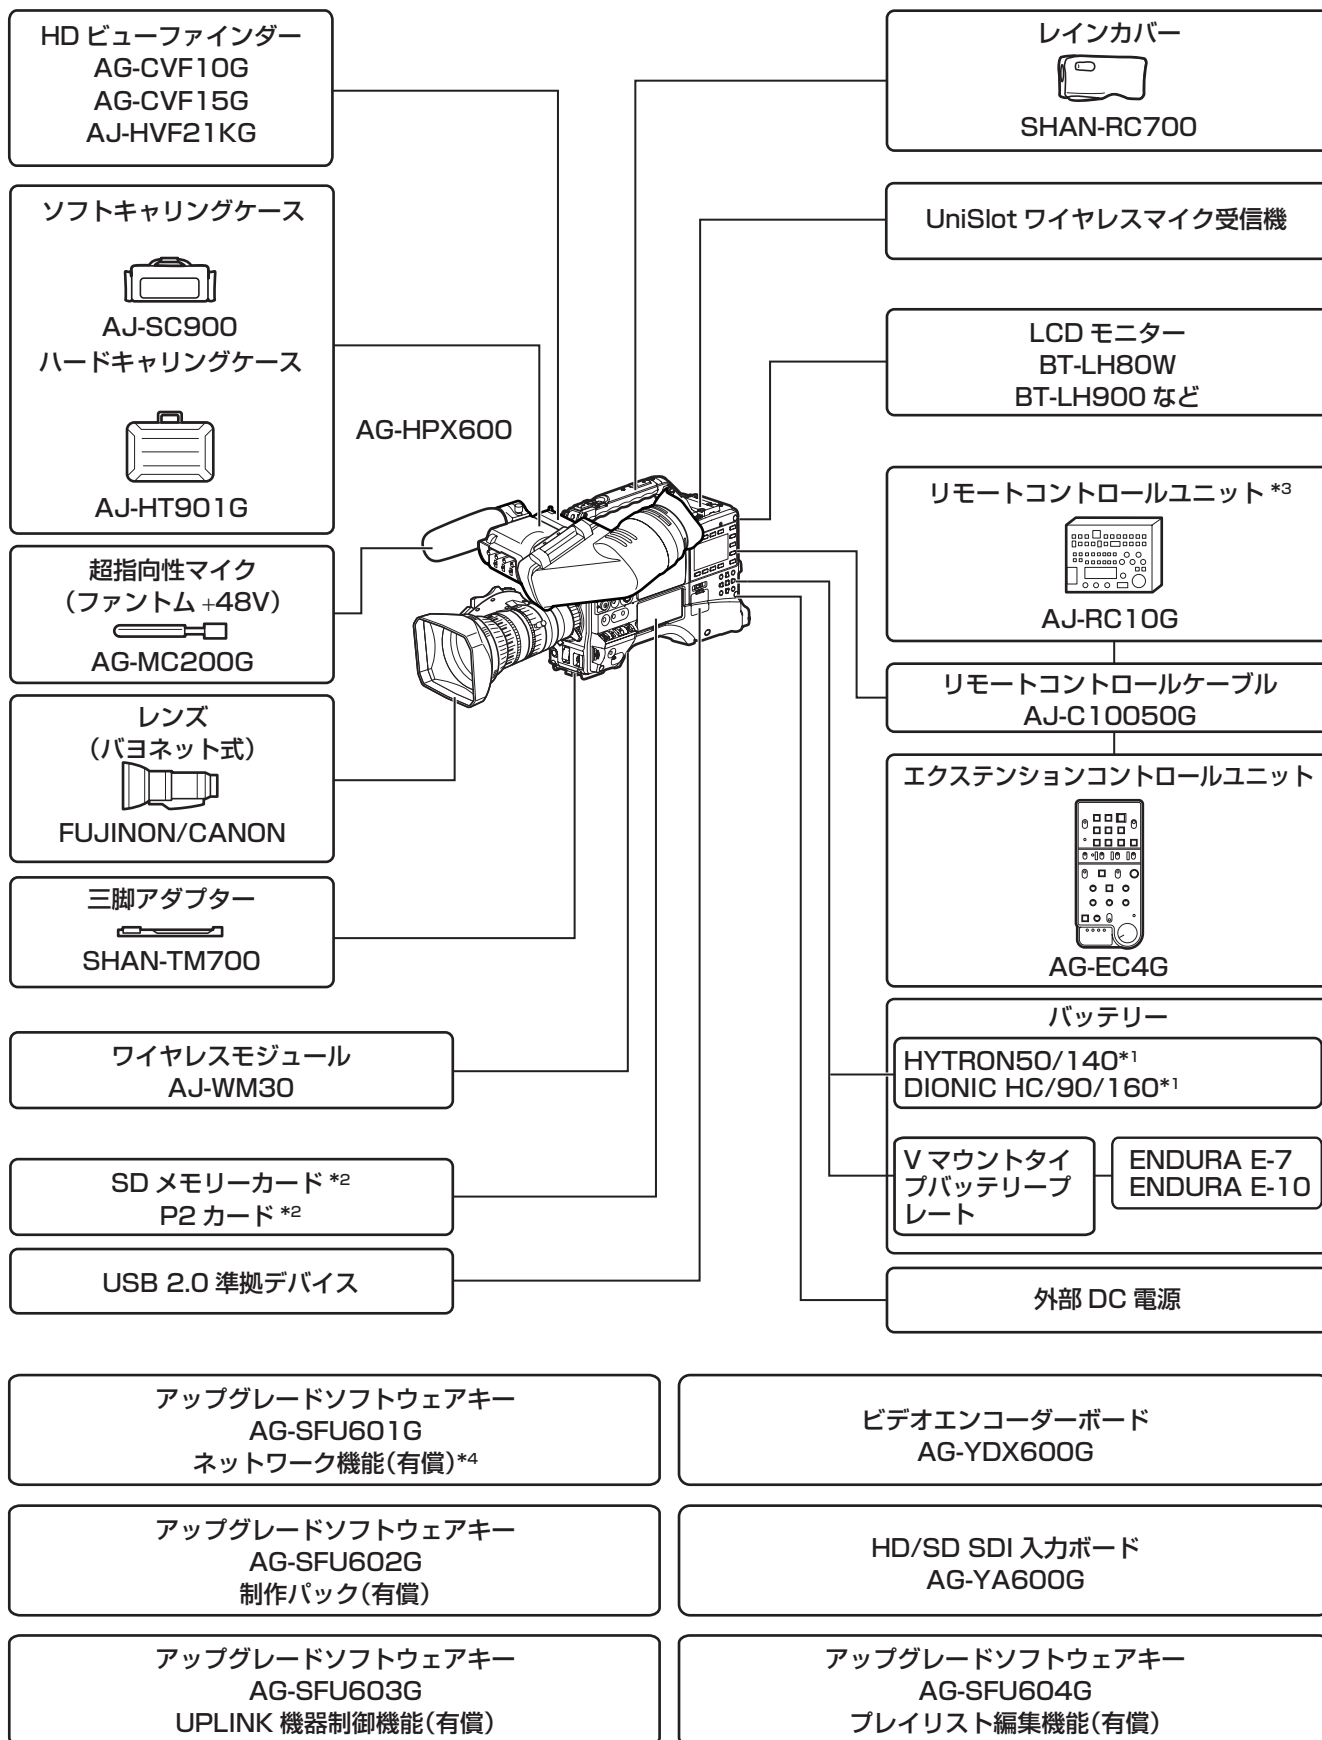 HD ビューファインダー
AG-CVF10G
AG-CVF15G
AJ-HVF21KG
ソフトキャリングケース
AJ-SC900
ハードキャリングケース
AJ-HT901G
超指向性マイク
（ファントム +48V）
AG-MC200G
レンズ
（バヨネット式）
FUJINON/CANON
三脚アダプター
SHAN-TM700
ワイヤレスモジュール
AJ-WM30
SD メモリーカード *2
P2 カード *2
USB 2.0 準拠デバイス
AG-HPX600
レインカバー
SHAN-RC700
UniSlot ワイヤレスマイク受信機
LCD モニター
BT-LH80W
BT-LH900 など
リモートコントロールユニット *3
AJ-RC10G
リモートコントロールケーブル
AJ-C10050G
エクステンションコントロールユニット
AG-EC4G
バッテリー
HYTRON50/140*1
DIONIC HC/90/160*1
V マウントタイ
プバッテリープ
レート
ENDURA E-7
ENDURA E-10
外部 DC 電源
アップグレードソフトウェアキー
AG-SFU601G
ネットワーク機能（有償）*4
ビデオエンコーダーボード
AG-YDX600G
アップグレードソフトウェアキー
AG-SFU602G
制作パック（有償）
HD/SD SDI 入力ボード
AG-YA600G
アップグレードソフトウェアキー
AG-SFU603G
UPLINK 機器制御機能（有償）
アップグレードソフトウェアキー
AG-SFU604G
プレイリスト編集機能（有償）